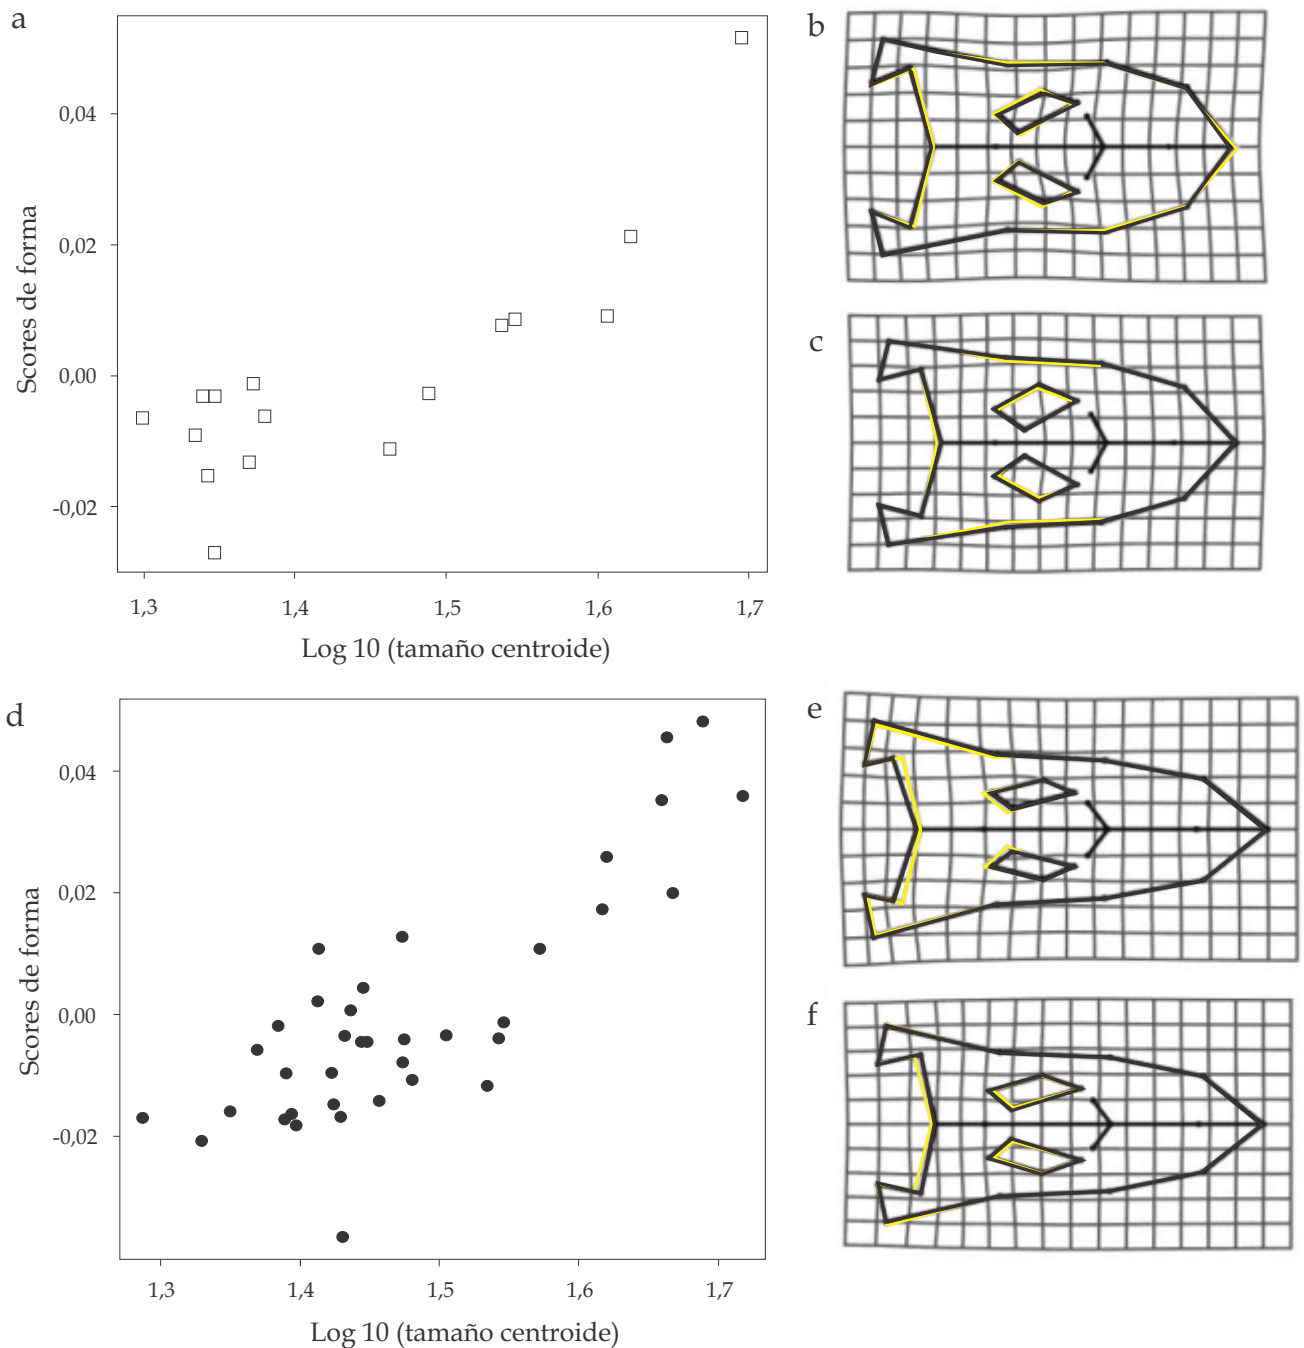 a
0,04
0,02
0,00
-0,02
Scores de forma
1,3 1,4 1,5 1,6 1,7
Log 10 (tamaño centroide)
b
c
d
0,04
0,02
0,00
-0,02
Scores de forma
1,3 1,4 1,5 1,6 1,7
Log 10 (tamaño centroide)
e
f